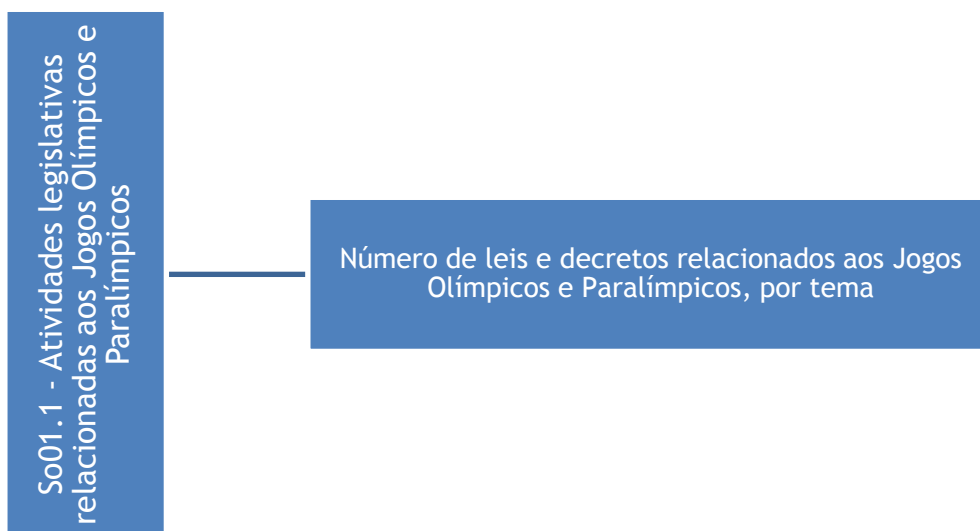 So01.1 - Atividades legislativas
relacionadas aos Jogos Olímpicos e
Paralímpicos
Número de leis e decretos relacionados aos Jogos
Olímpicos e Paralímpicos, por tema